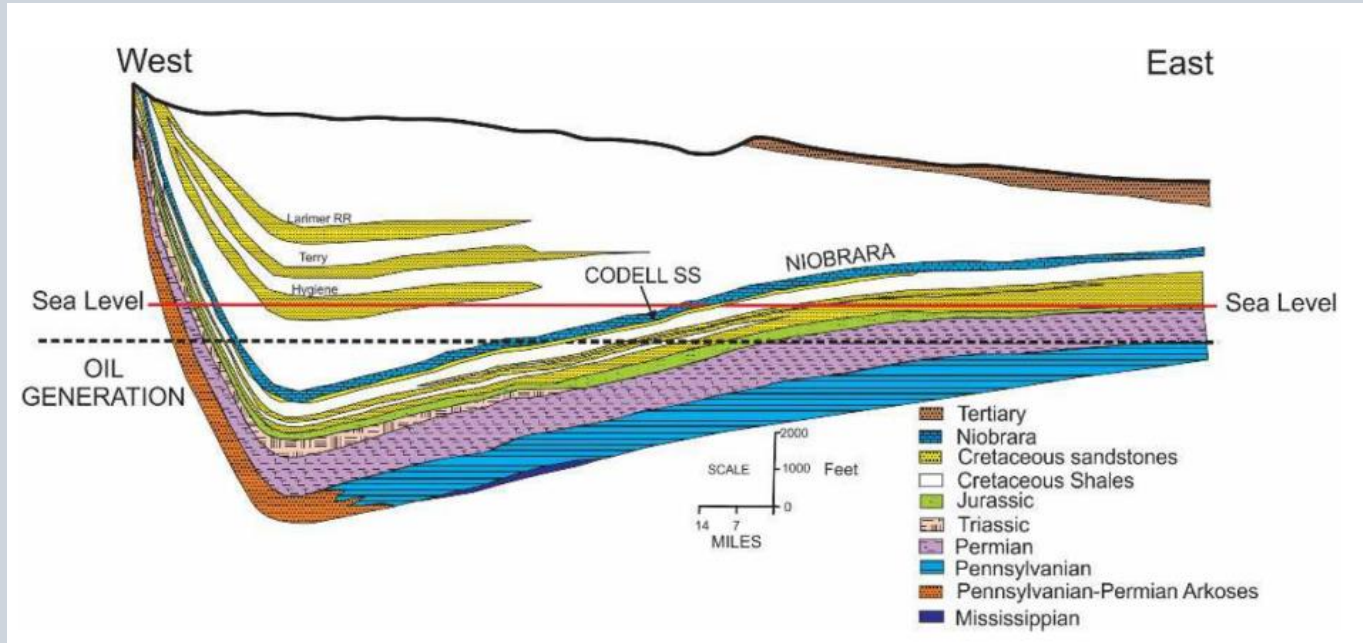 West
East
Larimer RR
Terry
Hygiene
CODELL SS
NIOBRARA
Sea Level
Sea Level
OIL
GENERATION
SCALE
2000
1000
Feet
0
14
7
MILES
Tertiary
Niobrara
Cretaceous sandstones
Cretaceous Shales
Jurassic
Triassic
Permian
Pennsylvanian
Pennsylvanian-Permian Arkoses
Mississippian